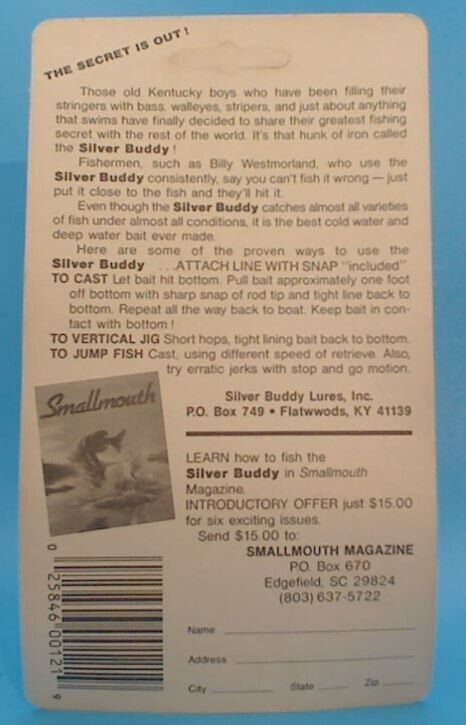 THE SECRET IS OUT!
Those old Kentucky boys who have been filling their
stringers with bass, walleyes, stripers, and just about anything
that swims have finally decided to share their greatest fishing
secret with the rest of the world. It's that hunk of iron called
the Silver Buddy!
Fishermen, such as Billy Westmorland, who use the
Silver Buddy consistently, say you can't fish it wrong — just
put it close to the fish and they'll hit it.
Even though the Silver Buddy catches almost all varieties
of fish under almost all conditions, it is the best cold water and
deep water bait ever made.
Here are some of the proven ways to use the
Silver Buddy ...ATTACH LINE WITH SNAP "included"
TO CAST Let bait hit bottom. Pull bait approximately one foot
off bottom with sharp snap of rod tip and tight line back to
bottom. Repeat all the way back to boat. Keep bait in con-
tact with bottom!
TO VERTICAL JIG Short hops, tight lining bait back to bottom.
TO JUMP FISH Cast, using different speed of retrieve. Also,
try erratic jerks with stop and go motion.
Silver Buddy Lures, Inc.
P.O. Box 749 • Flatwwods, KY 41139
Smallmouth
LEARN how to fish the
Silver Buddy in Smallmouth
Magazine.
INTRODUCTORY OFFER just $15.00
for six exciting issues.
Send $15.00 to:
SMALLMOUTH MAGAZINE
P.O. Box 670
Edgefield, SC 29824
(803) 637-5722
Name
Address
City State Zip
0 25846 00121 9